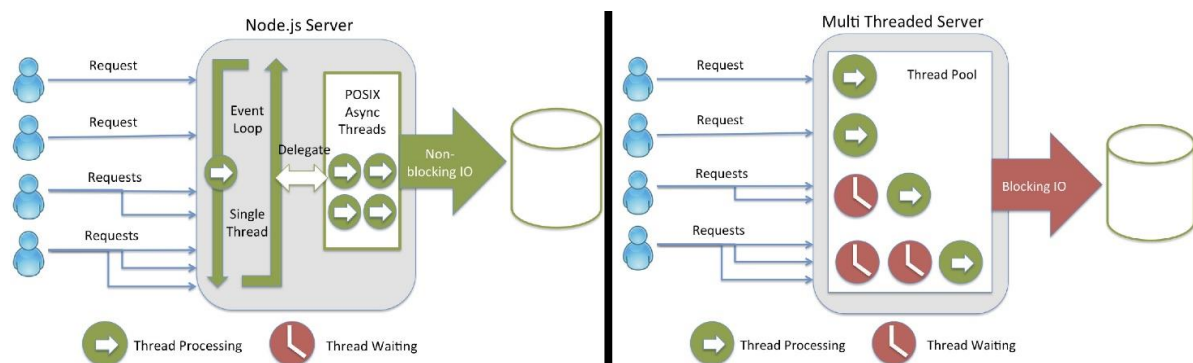 Node.js Server
Request
Request
Requests
Requests
Event
Loop
Single
Thread
Delegate
POSIX
Async
Threads
Non-
blocking IO
Thread Processing
Thread Waiting
Multi Threaded Server
Request
Request
Requests
Requests
Thread Pool
Blocking IO
Thread Processing
Thread Waiting